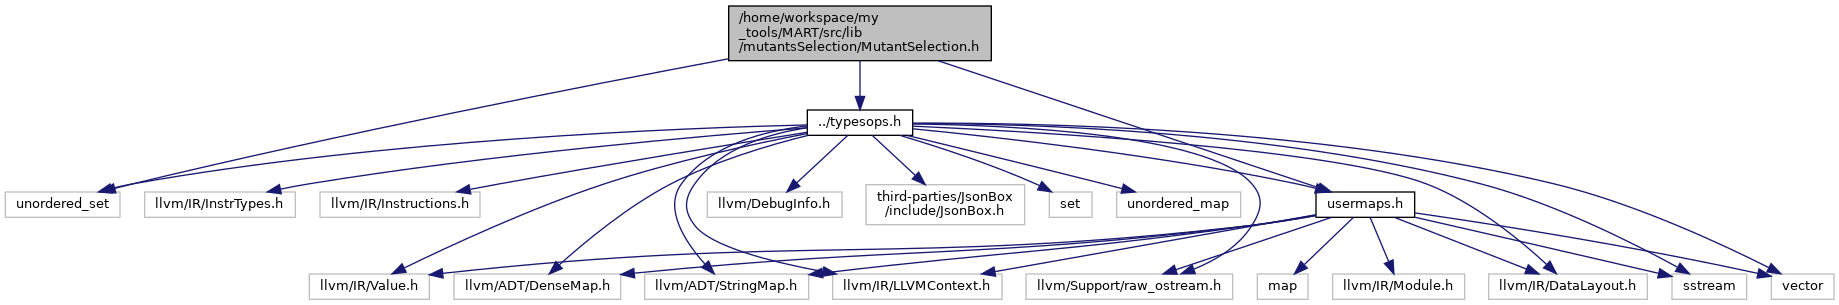 /home/workspace/my
_tools/MART/src/lib
/mutantsSelection/MutantSelection.h
../typesops.h
unordered_set
llvm/IR/InstrTypes.h
llvm/IR/Instructions.h
llvm/DebugInfo.h
third-parties/JsonBox
/include/JsonBox.h
set
unordered_map
usermaps.h
llvm/IR/Value.h
llvm/ADT/DenseMap.h
llvm/ADT/StringMap.h
llvm/IR/LLVMContext.h
llvm/Support/raw_ostream.h
map
llvm/IR/Module.h
llvm/IR/DataLayout.h
sstream
vector